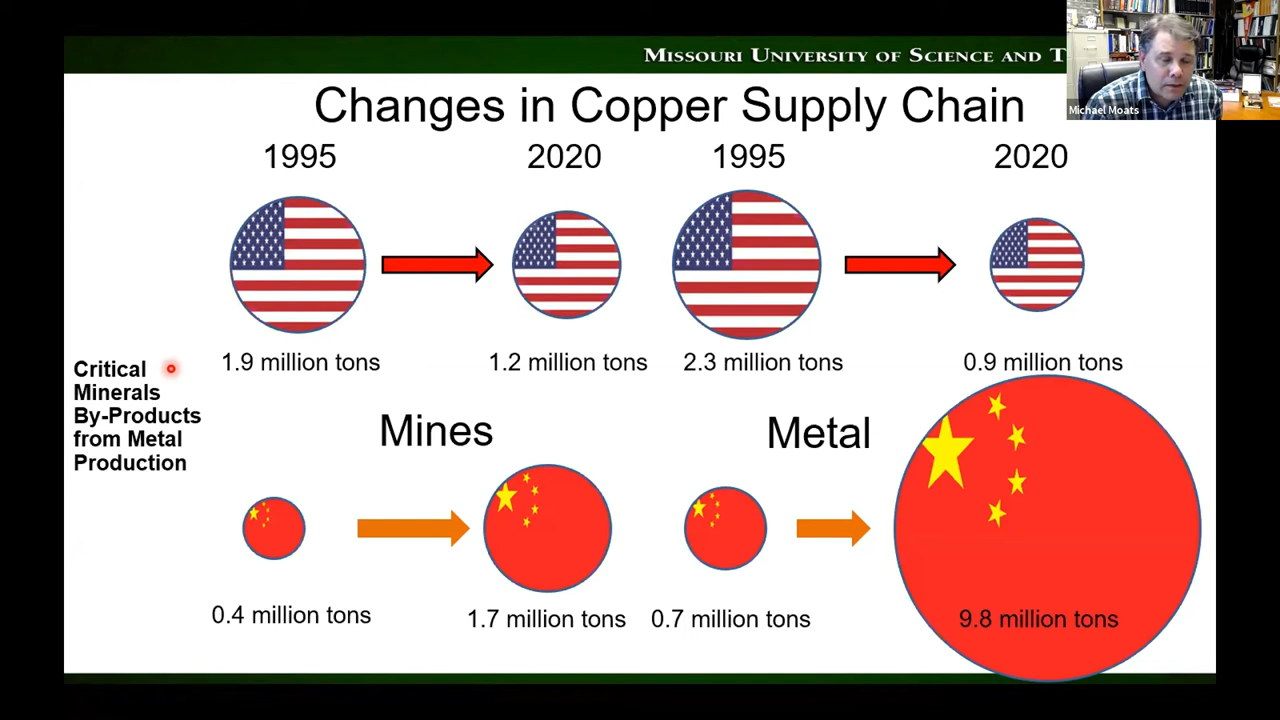 MISSOURI UNIVERSITY OF SCIENCE AND T
Michael Moats
Changes in Copper Supply Chain
1995
2020
1995
2020
1.9 million tons
1.2 million tons
2.3 million tons
0.9 million tons
Critical
Minerals
By-Products
from Metal
Production
Mines
Metal
0.4 million tons
1.7 million tons
0.7 million tons
9.8 million tons